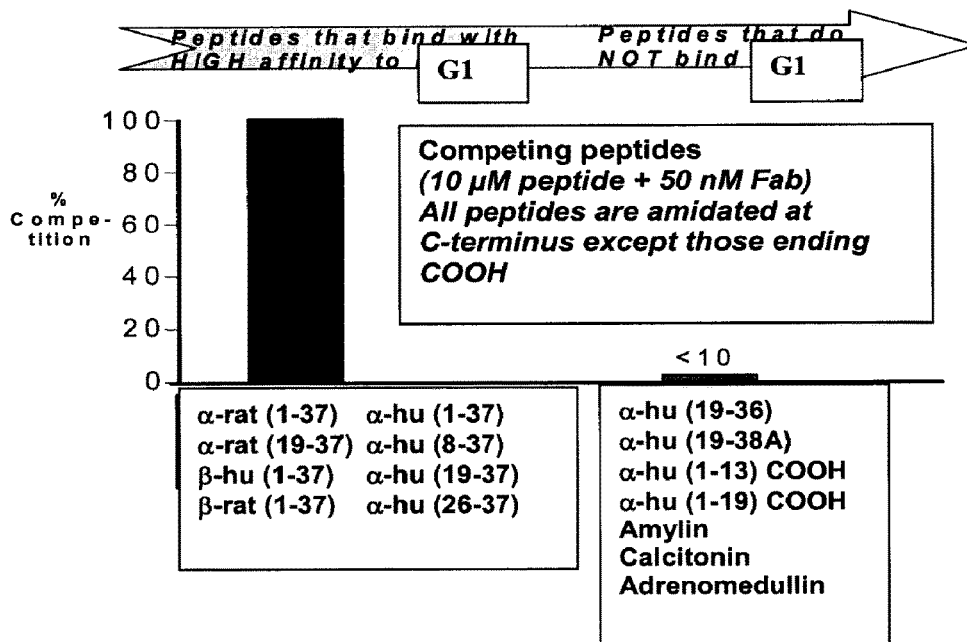 Peptides that bind with
HIGH affinity to
G1
Peptides that do
NOT bind
G1
100
80
60
40
20
0
%
Compe-
tition
Competing peptides
(10 µM peptide + 50 nM Fab)
All peptides are amidated at
C-terminus except those ending
COOH
<10
α-rat (1-37) α-hu (1-37)
α-rat (19-37) α-hu (8-37)
β-hu (1-37) α-hu (19-37)
β-rat (1-37) α-hu (26-37)
α-hu (19-36)
α-hu (19-38A)
α-hu (1-13) COOH
α-hu (1-19) COOH
Amylin
Calcitonin
Adrenomedullin